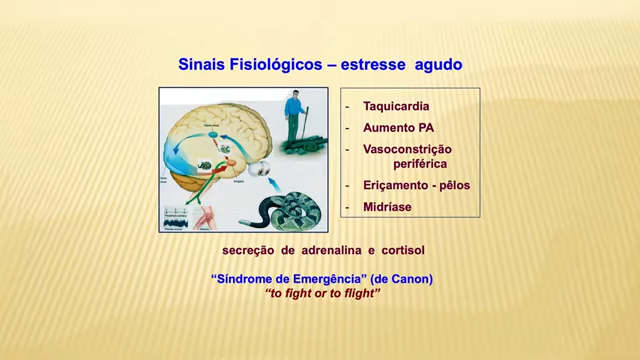 Sinais Fisiológicos – estresse agudo
- Taquicardia
- Aumento PA
- Vasoconstrição
periférica
- Eriçamento - pêlos
- Midríase
secreção de adrenalina e cortisol
“Síndrome de Emergência” (de Canon)
“to fight or to flight”